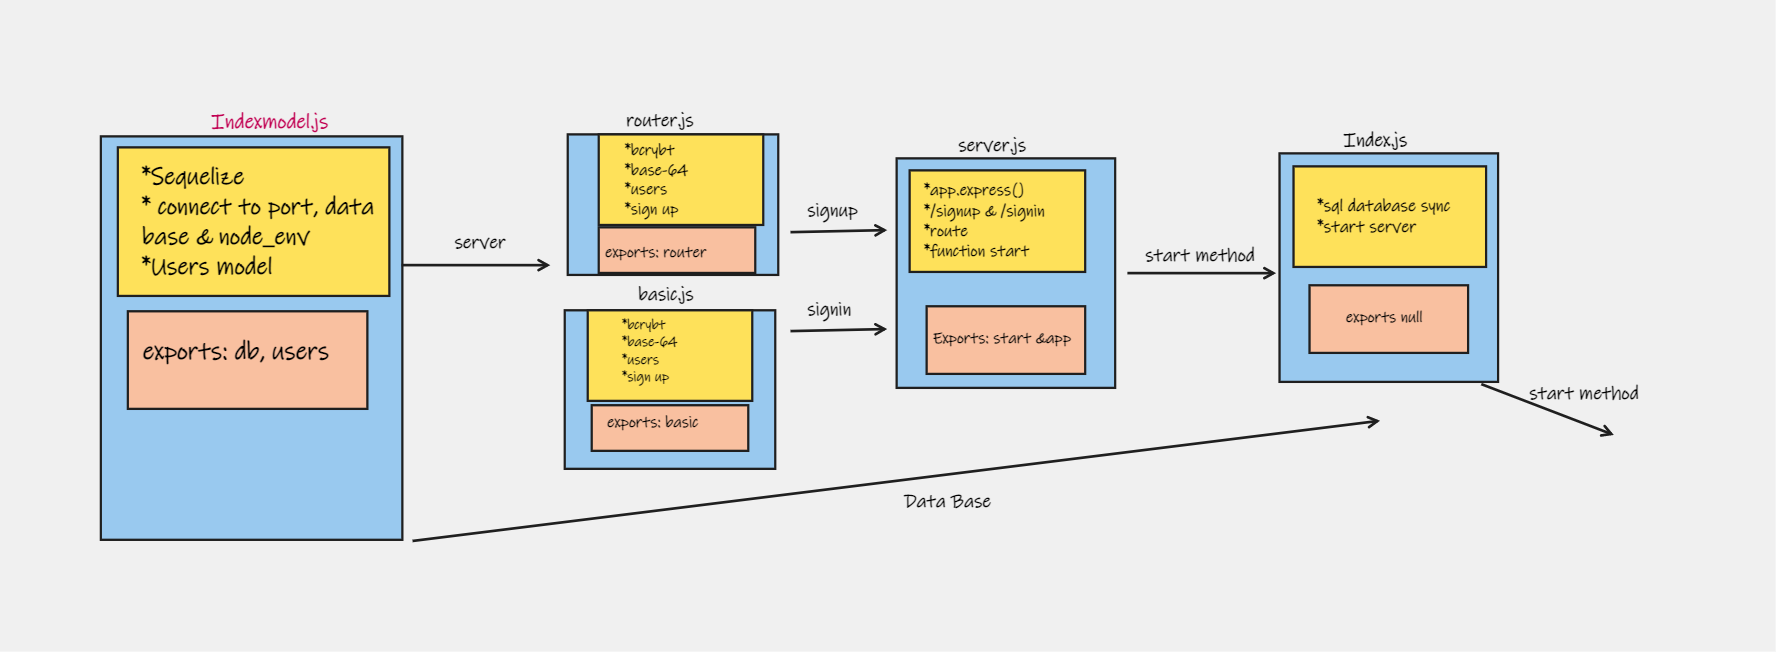 Indexmodel.js
*Sequelize
* connect to port, data
base & node_env
*Users model
exports: db, users
server
router.js
*bcrybt
*base-64
*users
*sign up
exports: router
basic.js
*bcrybt
*base-64
*users
*sign up
exports: basic
signup
signin
server.js
*app.express()
*/signup & /signin
*route
*function start
Exports: start &app
start method
Index.js
*sql database sync
*start server
exports null
start method
Data Base